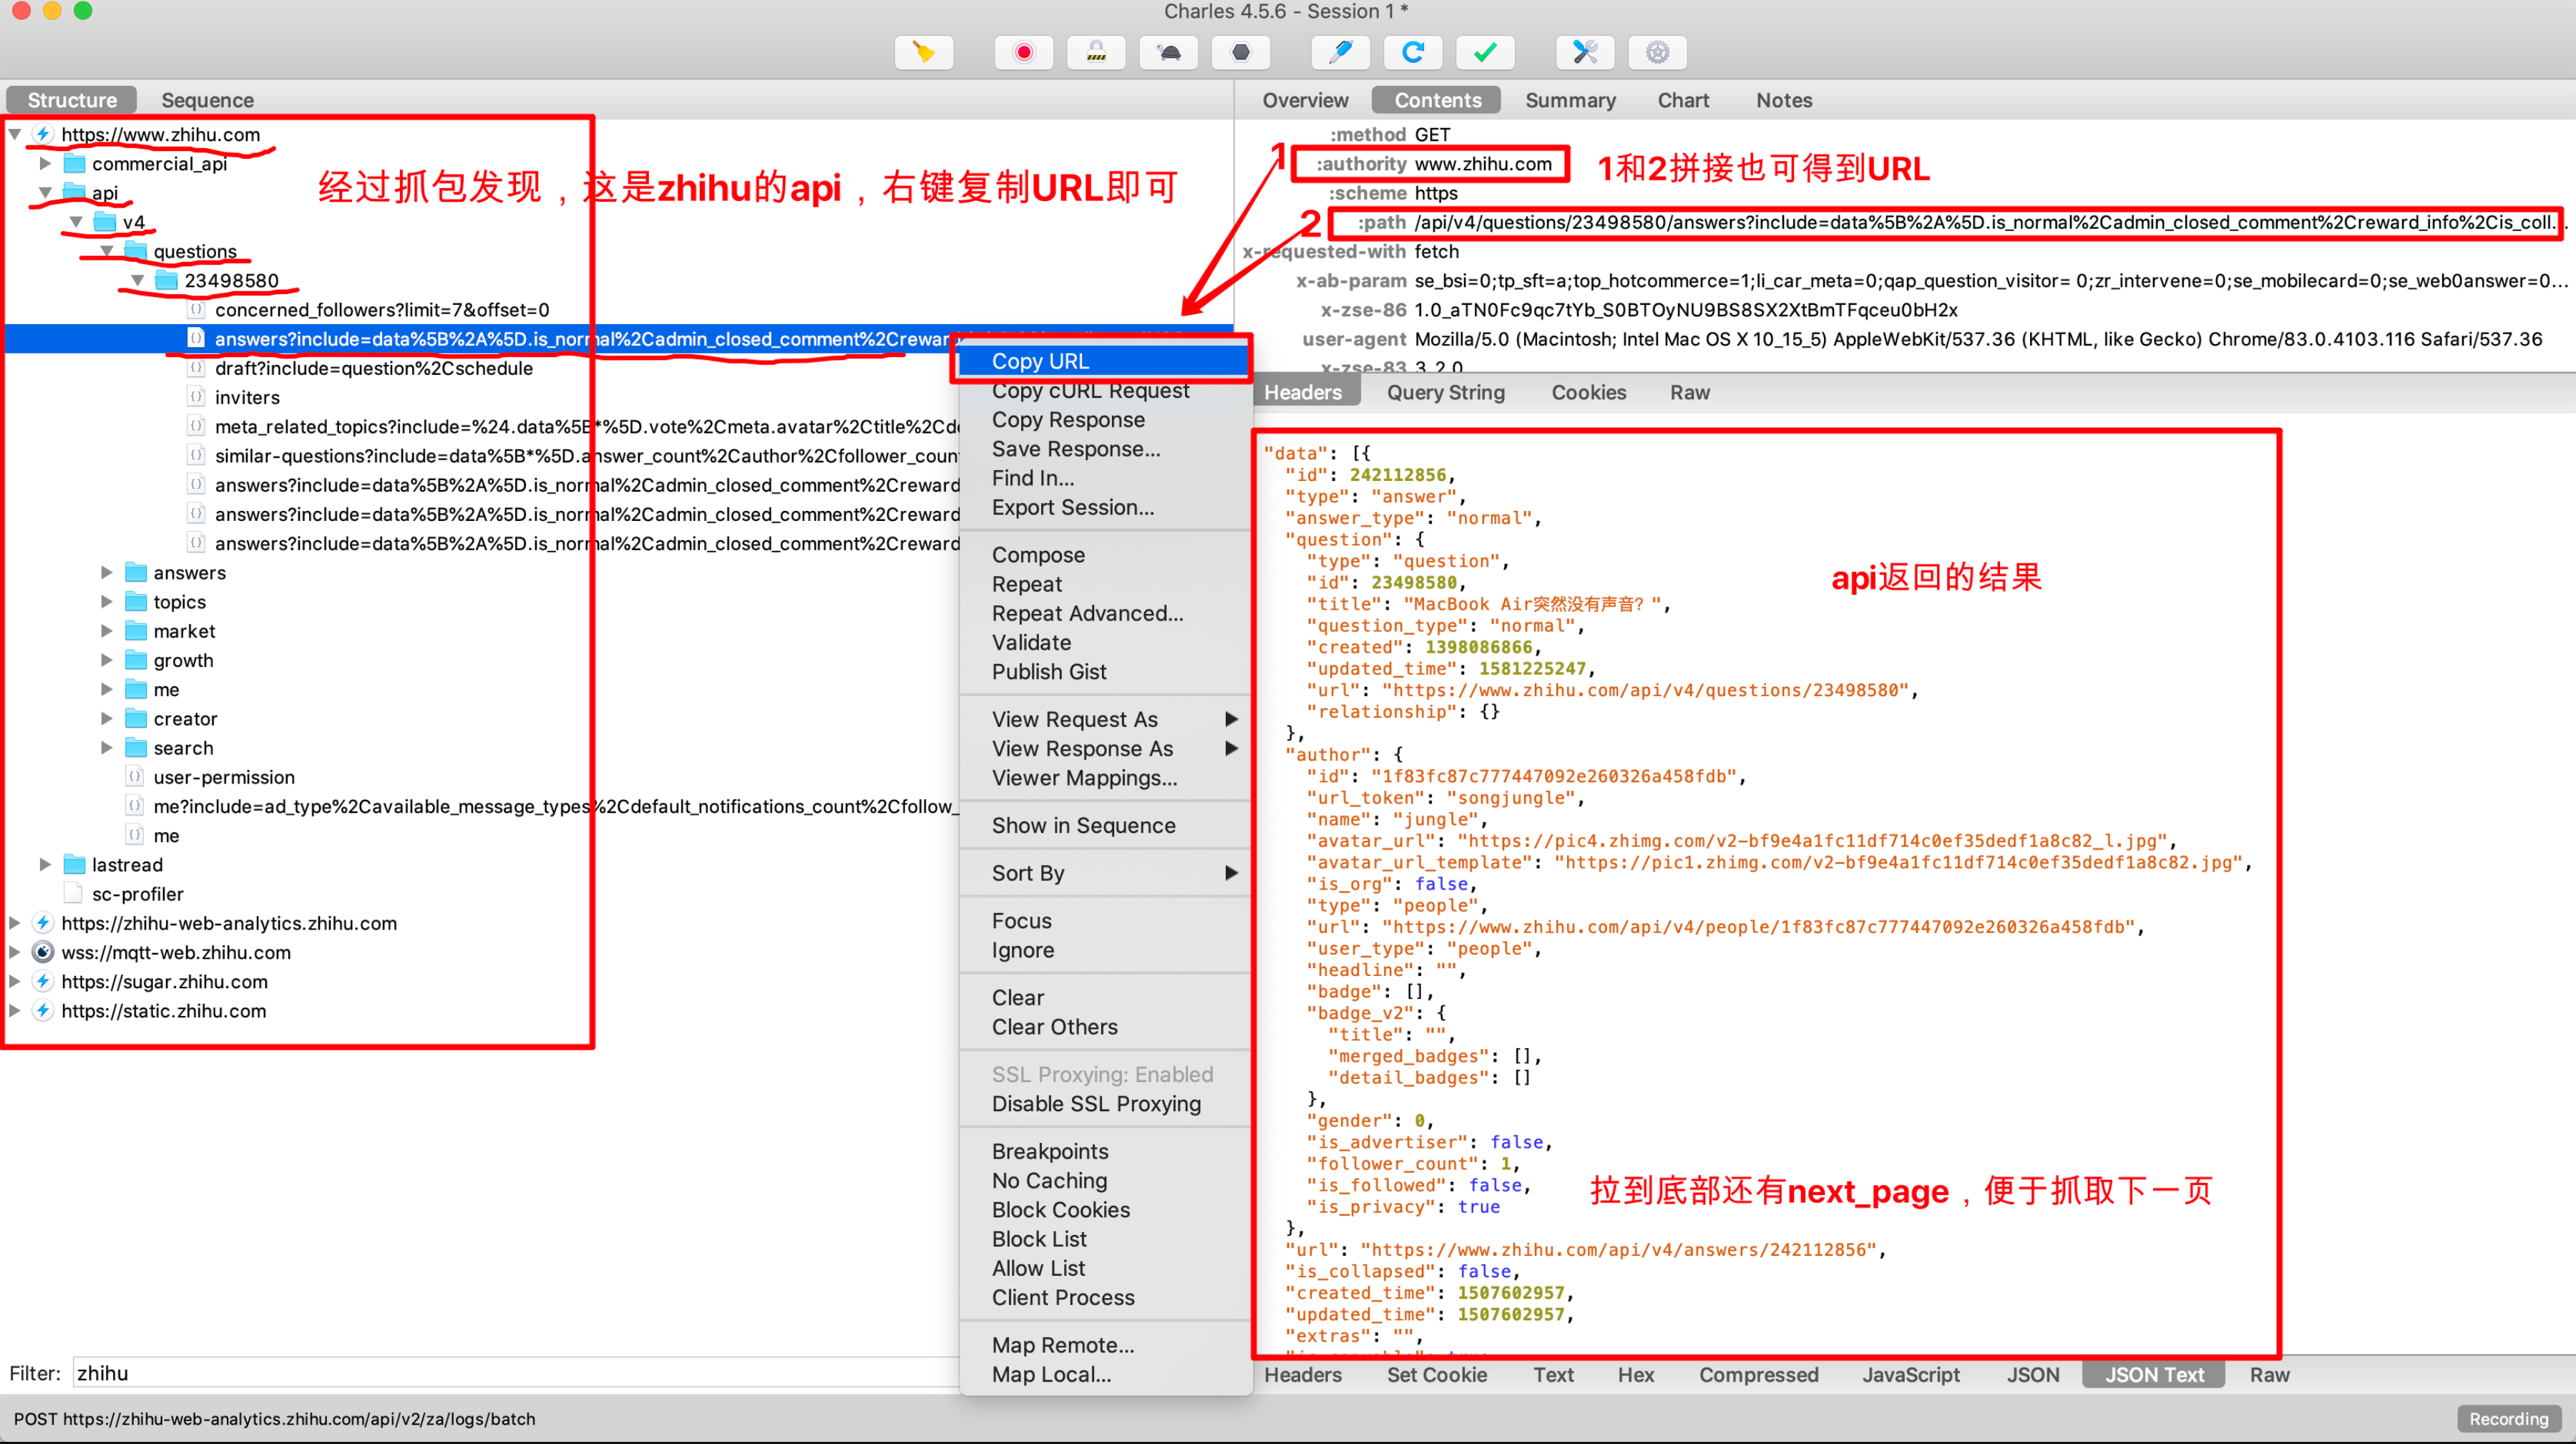 Charles 4.5.6 - Session 1 *
Structure
Sequence
https://www.zhihu.com
commercial_api
api
v4
questions
23498580
concerned_followers?limit=7&offset=0
answers?include=data%5B%2A%5D.is_normal%2Cadmin_closed_comment%2Creward
draft?include=question%2Cschedule
inviters
meta_related_topics?include=%24.data%5B*%5D.vote%2Cmeta.avatar%2Ctitle%2Cde
similar-questions?include=data%5B*%5D.answer_count%2Cauthor%2Cfollower_coun
answers?include=data%5B%2A%5D.is_normal%2Cadmin_closed_comment%2Creward
answers?include=data%5B%2A%5D.is_normal%2Cadmin_closed_comment%2Creward
answers?include=data%5B%2A%5D.is_normal%2Cadmin_closed_comment%2Creward
answers
topics
market
growth
me
creator
search
user-permission
me?include=ad_type%2Cavailable_message_types%2Cdefault_notifications_count%2Cfollow_
me
lastread
sc-profiler
https://zhihu-web-analytics.zhihu.com
wss://mqtt-web.zhihu.com
https://sugar.zhihu.com
https://static.zhihu.com
经过抓包发现，这是zhihu的api，右键复制URL即可
Filter: zhihu
POST https://zhihu-web-analytics.zhihu.com/api/v2/za/logs/batch
Copy URL
Copy cURL Request
Copy Response
Save Response...
Find In...
Export Session...
Compose
Repeat
Repeat Advanced...
Validate
Publish Gist
View Request As
View Response As
Viewer Mappings...
Show in Sequence
Sort By
Focus
Ignore
Clear
Clear Others
SSL Proxying: Enabled
Disable SSL Proxying
Breakpoints
No Caching
Block Cookies
Block List
Allow List
Client Process
Map Remote...
Map Local...
Overview
Contents
Summary
Chart
Notes
:method GET
1
:authority www.zhihu.com
1和2拼接也可得到URL
:scheme https
2
:path /api/v4/questions/23498580/answers?include=data%5B%2A%5D.is_normal%2Cadmin_closed_comment%2Creward_info%2Cis_coll...
x-requested-with fetch
x-ab-param se_bsi=0;tp_sft=a;top_hotcommerce=1;li_car_meta=0;qap_question_visitor= 0;zr_intervene=0;se_mobilecard=0;se_web0answer=0...
x-zse-86 1.0_aTN0Fc9qc7tYb_S0BTOyNU9BS8SX2XtBmTFqceu0bH2x
user-agent Mozilla/5.0 (Macintosh; Intel Mac OS X 10_15_5) AppleWebKit/537.36 (KHTML, like Gecko) Chrome/83.0.4103.116 Safari/537.36
x-zse-83 3_2.0
Headers
Query String
Cookies
Raw
"data": [{
"id": 242112856,
"type": "answer",
"answer_type": "normal",
"question": {
"type": "question",
"id": 23498580,
"title": "MacBook Air突然没有声音？",
"question_type": "normal",
"created": 1398086866,
"updated_time": 1581225247,
"url": "https://www.zhihu.com/api/v4/questions/23498580",
"relationship": {}
},
"author": {
"id": "1f83fc87c777447092e260326a458fdb",
"url_token": "songjungle",
"name": "jungle",
"avatar_url": "https://pic4.zhimg.com/v2-bf9e4a1fc11df714c0ef35dedf1a8c82_l.jpg",
"avatar_url_template": "https://pic1.zhimg.com/v2-bf9e4a1fc11df714c0ef35dedf1a8c82.jpg",
"is_org": false,
"type": "people",
"url": "https://www.zhihu.com/api/v4/people/1f83fc87c777447092e260326a458fdb",
"user_type": "people",
"headline": "",
"badge": [],
"badge_v2": {
"title": "",
"merged_badges": [],
"detail_badges": []
},
"gender": 0,
"is_advertiser": false,
"follower_count": 1,
"is_followed": false,
"is_privacy": true
},
"url": "https://www.zhihu.com/api/v4/answers/242112856",
"is_collapsed": false,
"created_time": 1507602957,
"updated_time": 1507602957,
"extras": "",
api返回的结果
拉到底部还有next_page，便于抓取下一页
Headers
Set Cookie
Text
Hex
Compressed
JavaScript
JSON
JSON Text
Raw
Recording